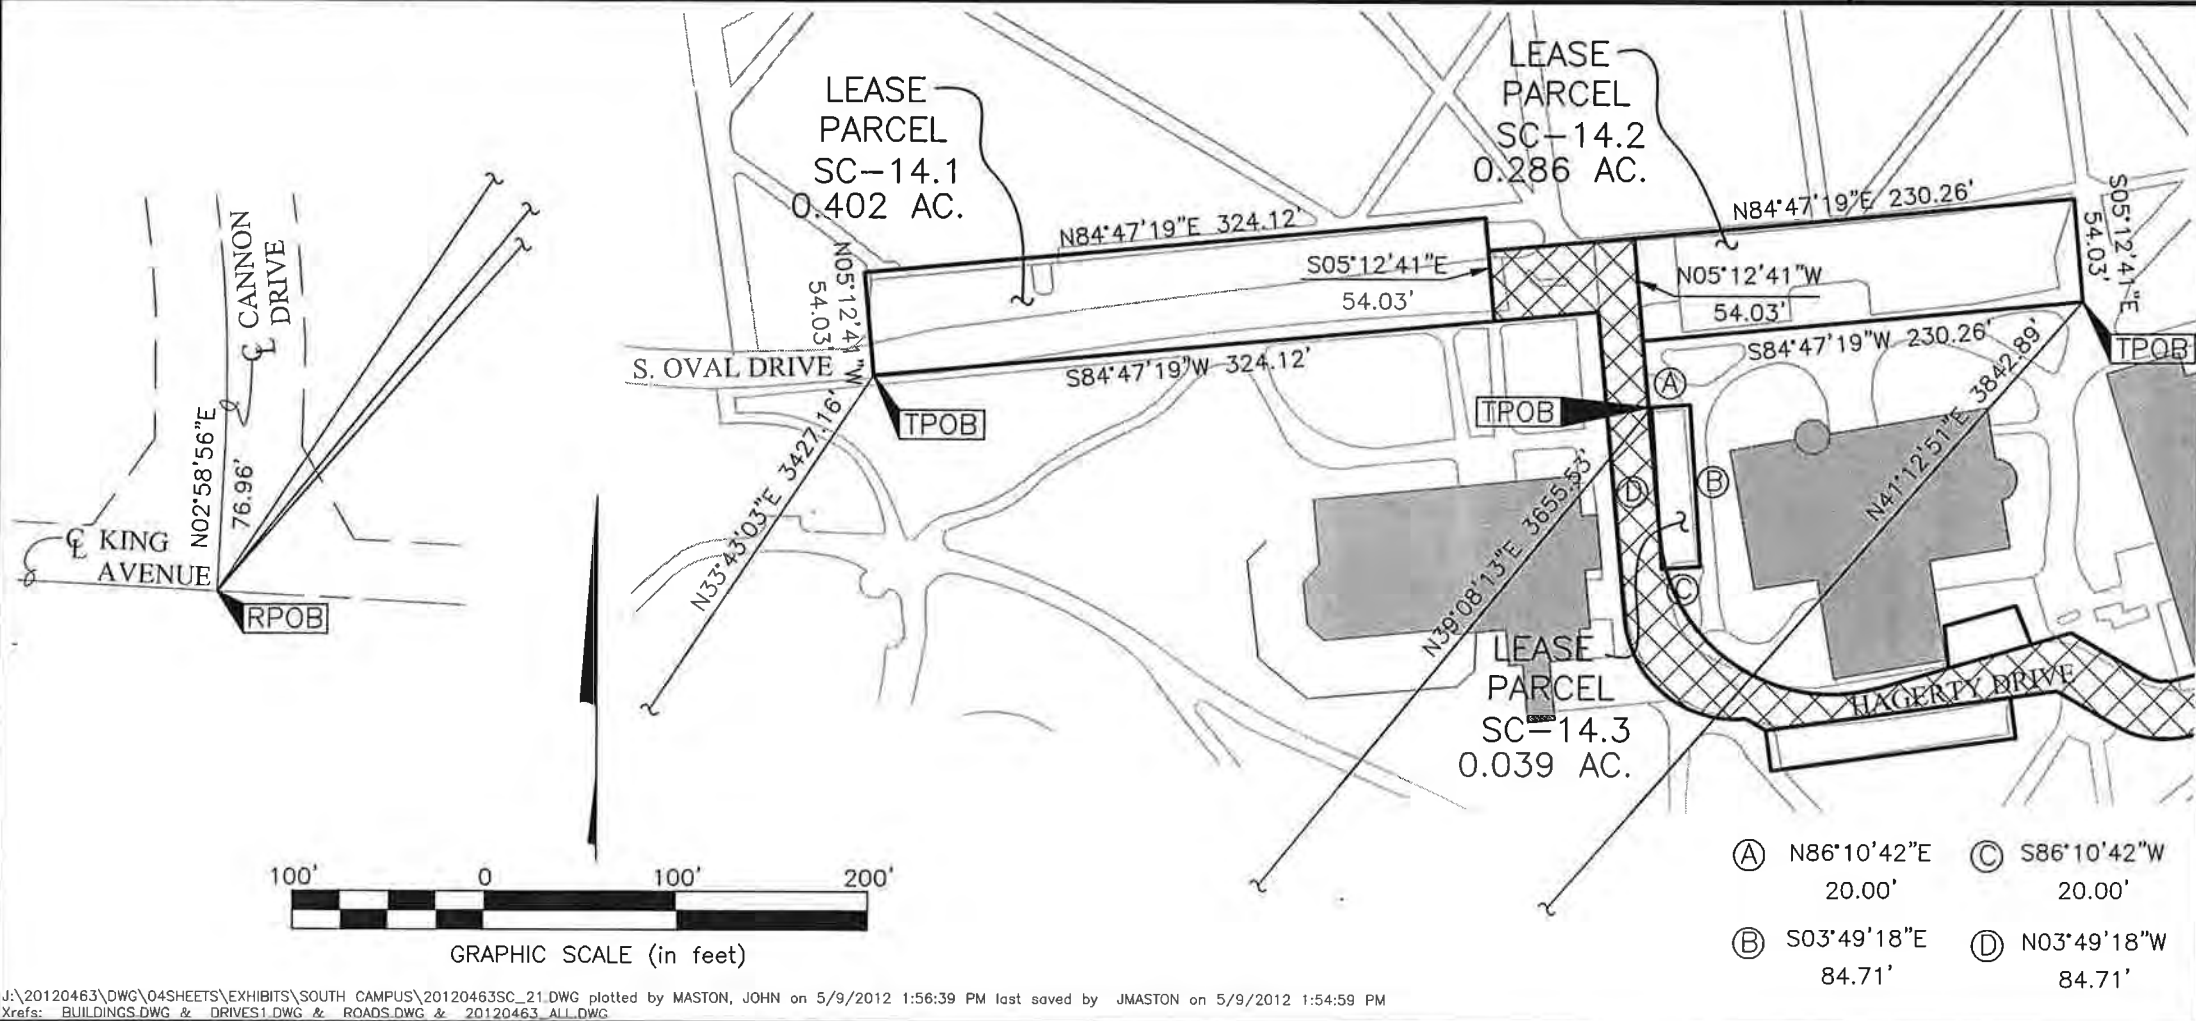 LEASE
PARCEL
SC-14.1
0.402 AC.
LEASE
PARCEL
SC-14.2
0.286 AC.
N84°47'19"E 324.12'
N84°47'19"E 230.26'
S05°12'41"E
54.03'
N05°12'41"W
54.03'
S05°12'41"E
54.03'
N05°12'41"W
54.03'
S84°47'19"W 324.12'
S84°47'19"W 230.26'
S. OVAL DRIVE
TPOB
TPOB
TPOB
A
B
C
D
N33°43'03"E 3427.16'
N39°08'13"E 3655.53'
N41°12'51"E 3842.89'
LEASE
PARCEL
SC-14.3
0.039 AC.
HAGERTY DRIVE
℄ CANNON
DRIVE
N02°58'56"E
76.96'
℄ KING
AVENUE
RPOB
100' 0 100' 200'
GRAPHIC SCALE (in feet)
A N86°10'42"E
20.00'
B S03°49'18"E
84.71'
C S86°10'42"W
20.00'
D N03°49'18"W
84.71'
J:\20120463\DWG\04SHEETS\EXHIBITS\SOUTH CAMPUS\20120463SC_21.DWG plotted by MASTON, JOHN on 5/9/2012 1:56:39 PM last saved by JMASTON on 5/9/2012 1:54:59 PM
Xrefs: BUILDINGS.DWG & DRIVES1.DWG & ROADS.DWG & 20120463_ALL.DWG